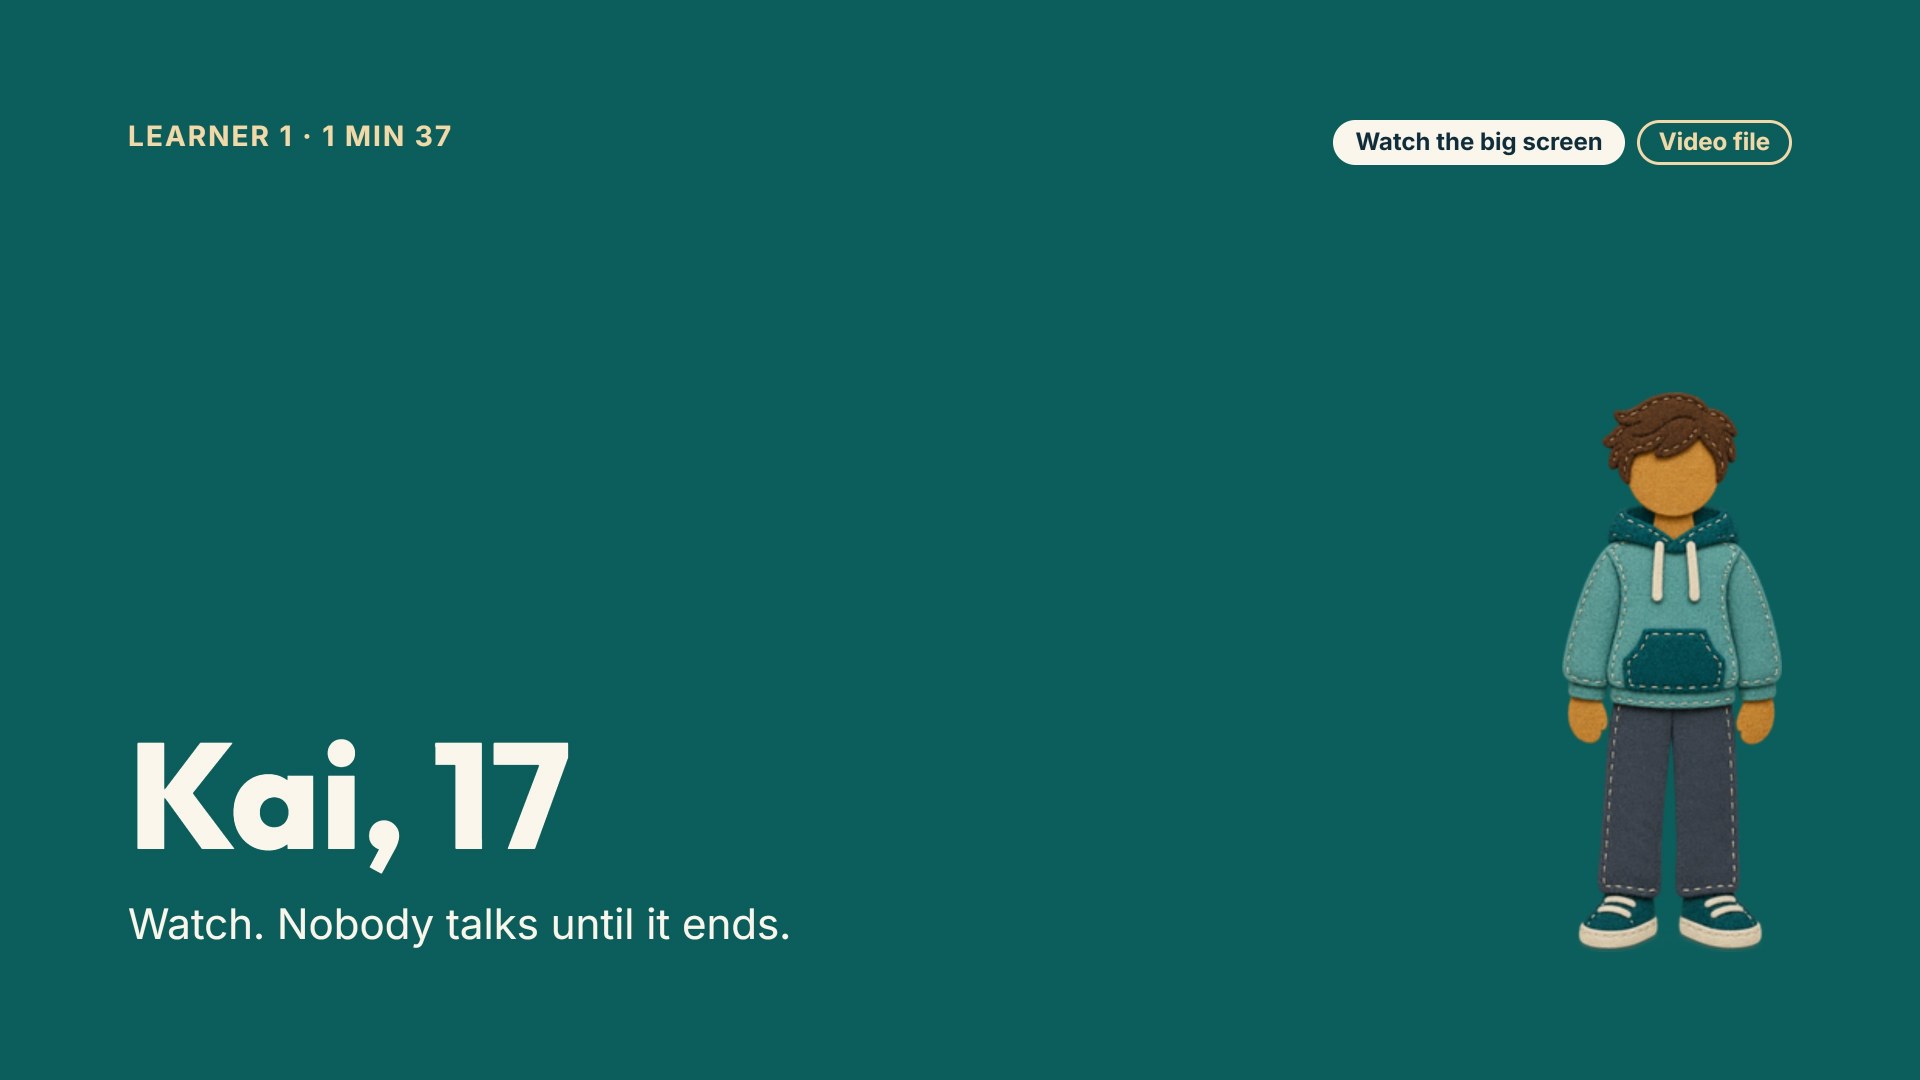 LEARNER 1 · 1 MIN 37
Watch the big screen
Video file
Kai, 17
Watch. Nobody talks until it ends.